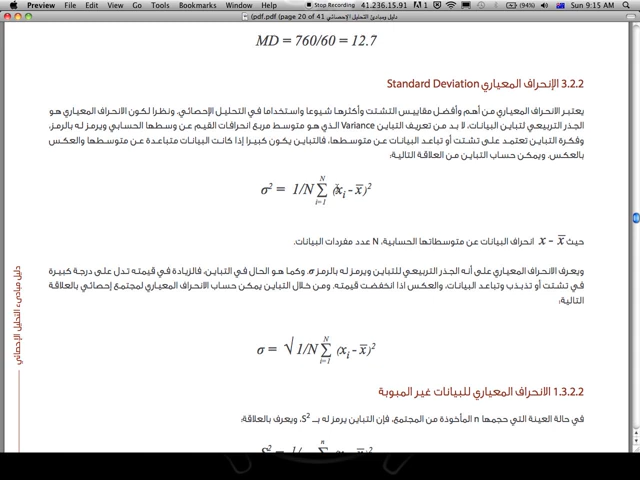 Preview File Edit View Go Tools Bookmarks Window Help Stop Recording 41.236.15.91 1 (94%) Sun 9:15 AM
دليل ومبادئ التحليل الإحصائي pdf.pdf (page 20 of 41)
MD = 760/60 = 12.7
3.2.2 الإنحراف المعياري Standard Deviation
يعتبر الانحراف المعياري من أهم وأفضل مقاييس التشتت وأكثرها شيوعا واستخداما في التحليل الإحصائي. ونظرا لكون الانحراف المعياري هو
الجذر التربيعي لتباين البيانات، لا بد من تعريف التباين Variance الذي هو متوسط مربع انحرافات القيم عن وسطها الحسابي ويرمز له بالرمز،
وفكرة التباين تعتمد على تشتت أو تباعد البيانات عن متوسطها، فالتباين يكون كبيرا إذا كانت البيانات متباعدة عن متوسطها والعكس
بالعكس. ويمكن حساب التباين من العلاقة التالية:
σ² = 1/N ∑ᵢ₌₁ᴺ (xᵢ - x̅)²
حيث x - x̅ انحراف البيانات عن متوسطاتها الحسابية، N عدد مفردات البيانات.
ويعرف الانحراف المعياري على أنه الجذر التربيعي للتباين ويرمز له بالرمز σ. وكما هو الحال في التباين، فالزيادة في قيمته تدل على درجة كبيرة
في تشتت أو تذبذب وتباعد البيانات، والعكس اذا انخفضت قيمته. ومن خلال التباين يمكن حساب الانحراف المعياري لمجتمع إحصائي بالعلاقة
التالية:
σ = √ 1/N ∑ᵢ₌₁ᴺ (xᵢ - x̅)²
دليل مبادىء التحليل الإحصائي
1.3.2.2 الانحراف المعياري للبيانات غير المبوبة
في حالة العينة التي حجمها n المأخوذة من المجتمع، فإن التباين يرمز له بـ S²، ويعرف بالعلاقة: